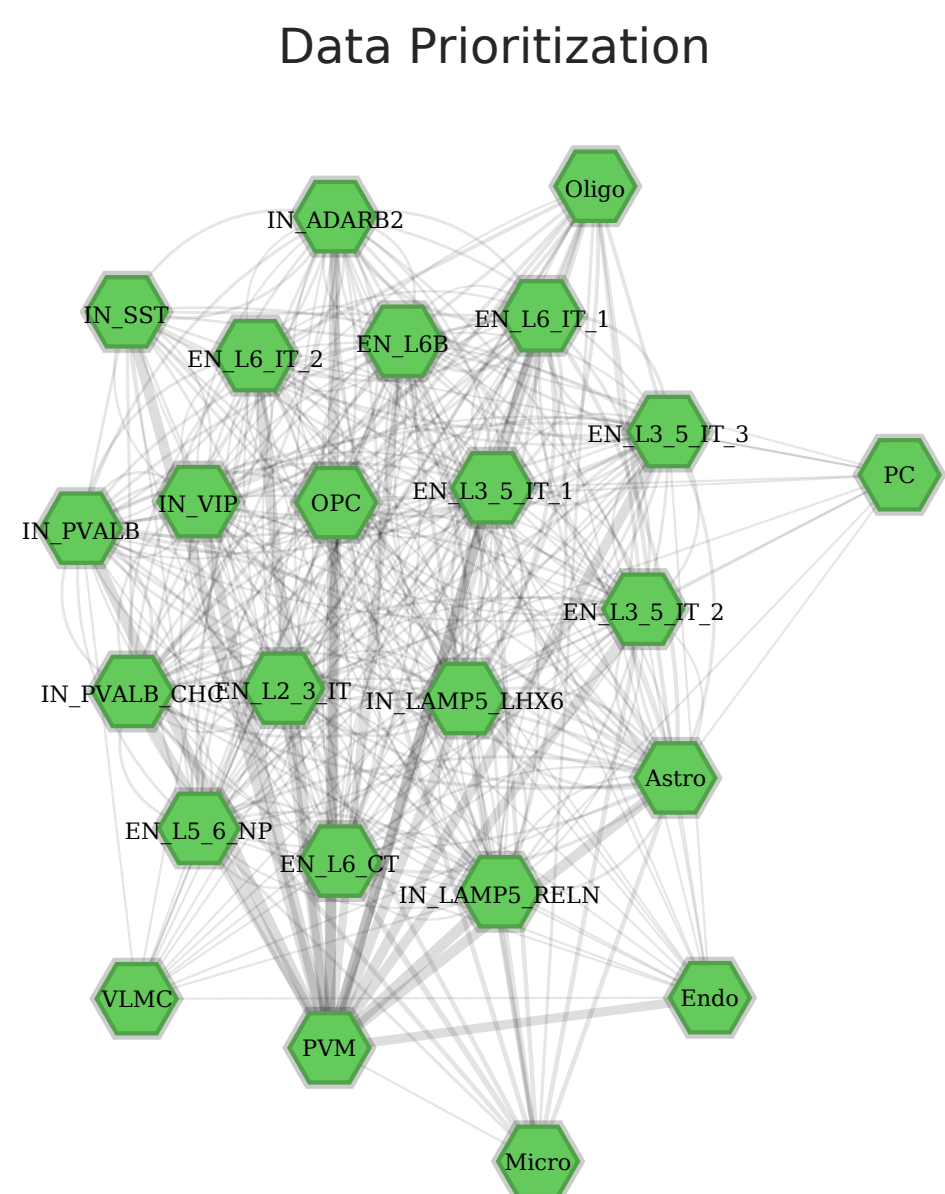 Data Prioritization
Oligo
IN_ADARB2
IN_SST
EN_L6_IT_1
EN_L6B
EN_L6_IT_2
EN_L3_5_IT_3
PC
EN_L3_5_IT_1
IN_VIP
OPC
IN_PVALB
EN_L3_5_IT_2
IN_PVALB_CHC
EN_L2_3_IT
IN_LAMP5_LHX6
Astro
EN_L5_6_NP
EN_L6_CT
IN_LAMP5_RELN
VLMC
Endo
PVM
Micro